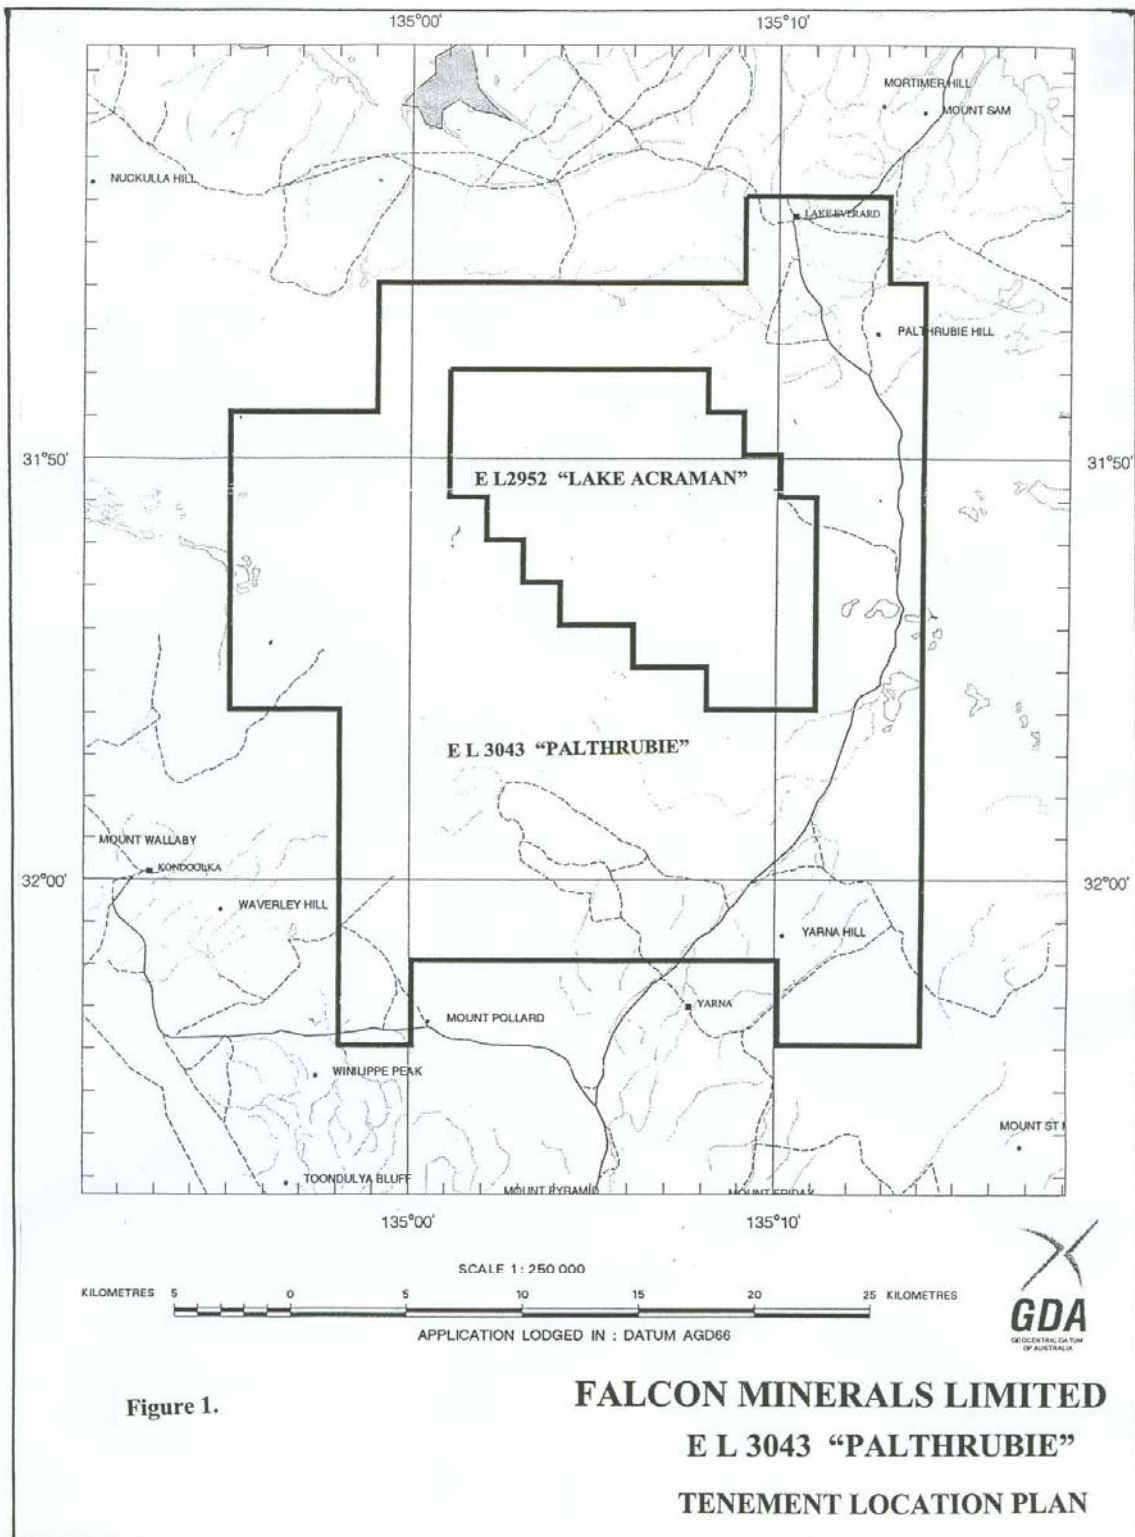 135°00'
135°10'
MORTIMER HILL
MOUNT SAM
NUCKULLA HILL
LAKE EVERARD
PALTHRUBIE HILL
31°50'
31°50'
E L2952 “LAKE ACRAMAN”
E L 3043 “PALTHRUBIE”
MOUNT WALLABY
KONDOOLKA
32°00'
32°00'
WAVERLEY HILL
YARNA HILL
YARNA
MOUNT POLLARD
WINILIPPE PEAK
MOUNT ST
TOONDULYA BLUFF
MOUNT PYRAMID
MOUNT FRIDAY
135°00'
135°10'
SCALE 1: 250 000
KILOMETRES 5 0 5 10 15 20 25 KILOMETRES
APPLICATION LODGED IN : DATUM AGD66
GDA
GEOCENTRIC DATUM
OF AUSTRALIA
Figure 1.
FALCON MINERALS LIMITED
E L 3043 “PALTHRUBIE”
TENEMENT LOCATION PLAN